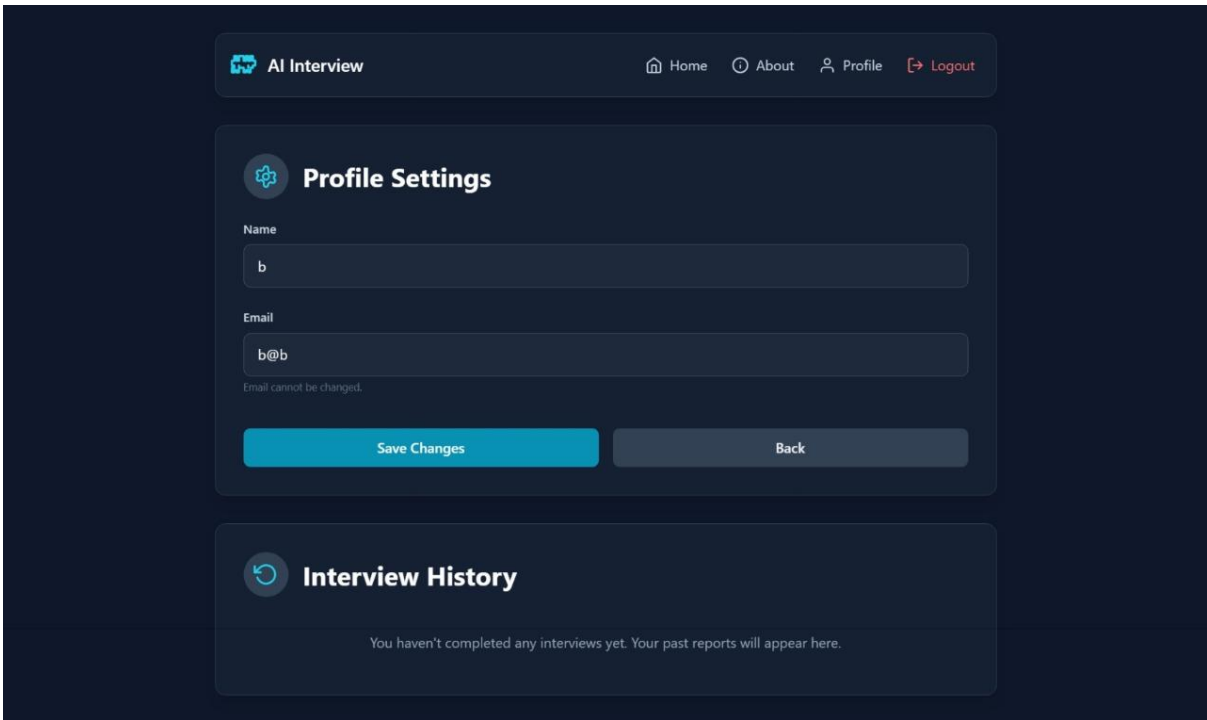 AI Interview Home About Profile Logout
Profile Settings
Name
b
Email
b@b
Email cannot be changed.
Save Changes Back
Interview History
You haven't completed any interviews yet. Your past reports will appear here.